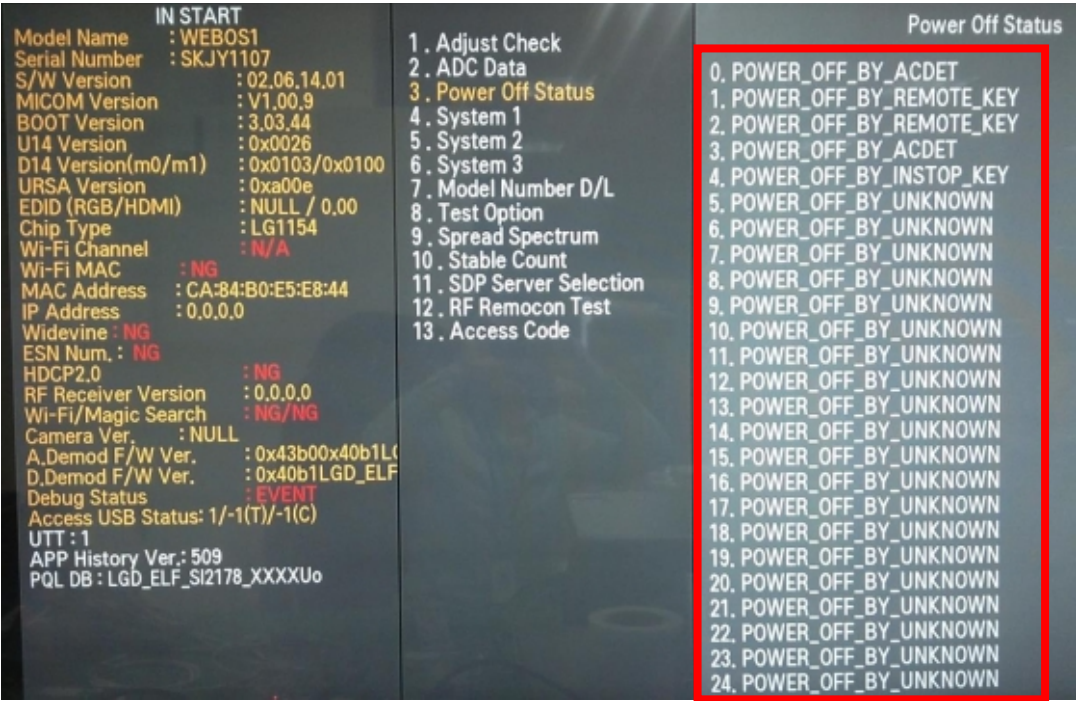 IN START
Model Name : WEBOS1
Serial Number : SKJY1107
S/W Version : 02.06.14.01
MICOM Version : V1.00.9
BOOT Version : 3.03.44
U14 Version : 0x0026
D14 Version(m0/m1) : 0x0103/0x0100
URSA Version : 0xa00e
EDID (RGB/HDMI) : NULL / 0.00
Chip Type : LG1154
Wi-Fi Channel : N/A
Wi-Fi MAC : NG
MAC Address : CA:84:B0:E5:E8:44
IP Address : 0.0.0.0
Widevine : NG
ESN Num. : NG
HDCP2.0 : NG
RF Receiver Version : 0.0.0.0
Wi-Fi/Magic Search : NG/NG
Camera Ver. : NULL
A.Demod F/W Ver. : 0x43b00x40b1L
D.Demod F/W Ver. : 0x40b1LGD_ELF
Debug Status : EVENT
Access USB Status: 1/-1(T)/-1(C)
UTT : 1
APP History Ver.: 509
PQL DB : LGD_ELF_SI2178_XXXXUo
1. Adjust Check
2. ADC Data
3. Power Off Status
4. System 1
5. System 2
6. System 3
7. Model Number D/L
8. Test Option
9. Spread Spectrum
10. Stable Count
11. SDP Server Selection
12. RF Remocon Test
13. Access Code
Power Off Status
0. POWER_OFF_BY_ACDET
1. POWER_OFF_BY_REMOTE_KEY
2. POWER_OFF_BY_REMOTE_KEY
3. POWER_OFF_BY_ACDET
4. POWER_OFF_BY_INSTOP_KEY
5. POWER_OFF_BY_UNKNOWN
6. POWER_OFF_BY_UNKNOWN
7. POWER_OFF_BY_UNKNOWN
8. POWER_OFF_BY_UNKNOWN
9. POWER_OFF_BY_UNKNOWN
10. POWER_OFF_BY_UNKNOWN
11. POWER_OFF_BY_UNKNOWN
12. POWER_OFF_BY_UNKNOWN
13. POWER_OFF_BY_UNKNOWN
14. POWER_OFF_BY_UNKNOWN
15. POWER_OFF_BY_UNKNOWN
16. POWER_OFF_BY_UNKNOWN
17. POWER_OFF_BY_UNKNOWN
18. POWER_OFF_BY_UNKNOWN
19. POWER_OFF_BY_UNKNOWN
20. POWER_OFF_BY_UNKNOWN
21. POWER_OFF_BY_UNKNOWN
22. POWER_OFF_BY_UNKNOWN
23. POWER_OFF_BY_UNKNOWN
24. POWER_OFF_BY_UNKNOWN